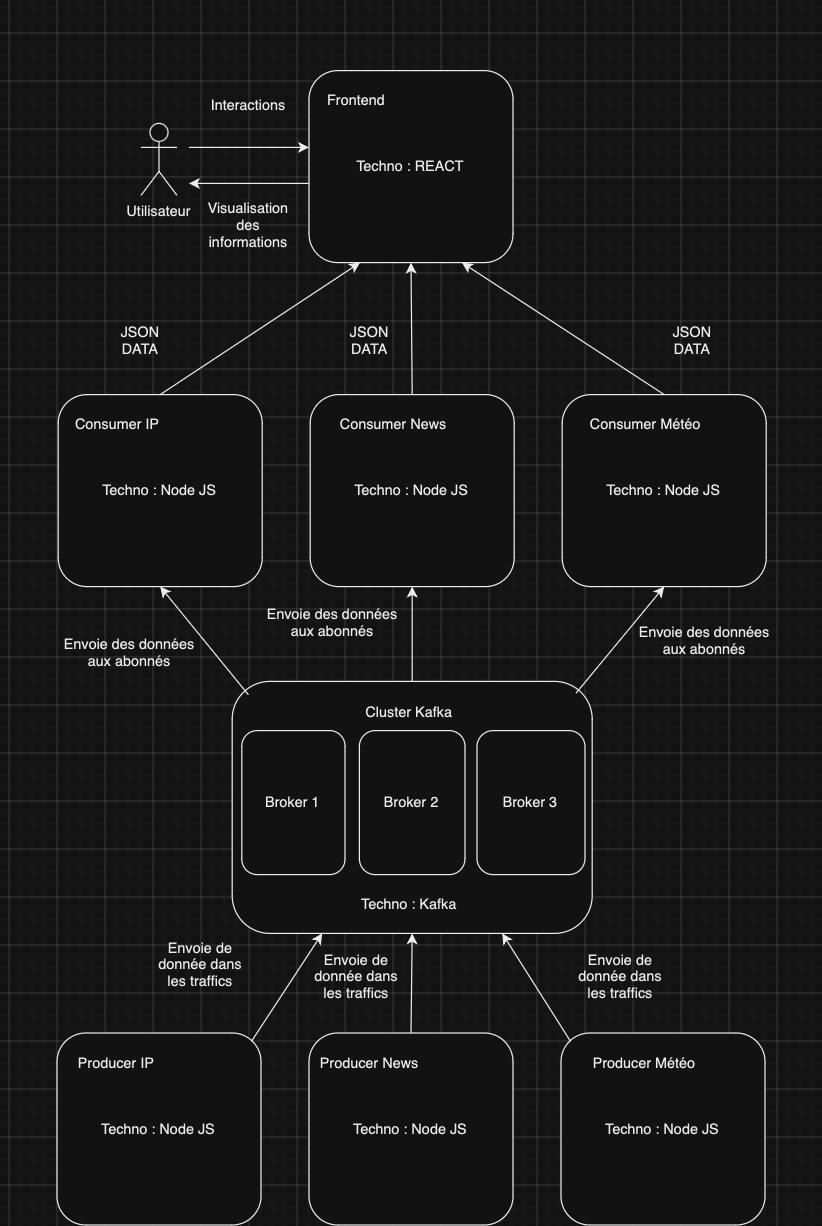 Interactions
Frontend
Techno : REACT
Utilisateur
Visualisation
des
informations
JSON
DATA
JSON
DATA
JSON
DATA
Consumer IP
Techno : Node JS
Consumer News
Techno : Node JS
Consumer Météo
Techno : Node JS
Envoie des données
aux abonnés
Envoie des données
aux abonnés
Envoie des données
aux abonnés
Cluster Kafka
Broker 1
Broker 2
Broker 3
Techno : Kafka
Envoie de
donnée dans
les traffics
Envoie de
donnée dans
les traffics
Envoie de
donnée dans
les traffics
Producer IP
Techno : Node JS
Producer News
Techno : Node JS
Producer Météo
Techno : Node JS